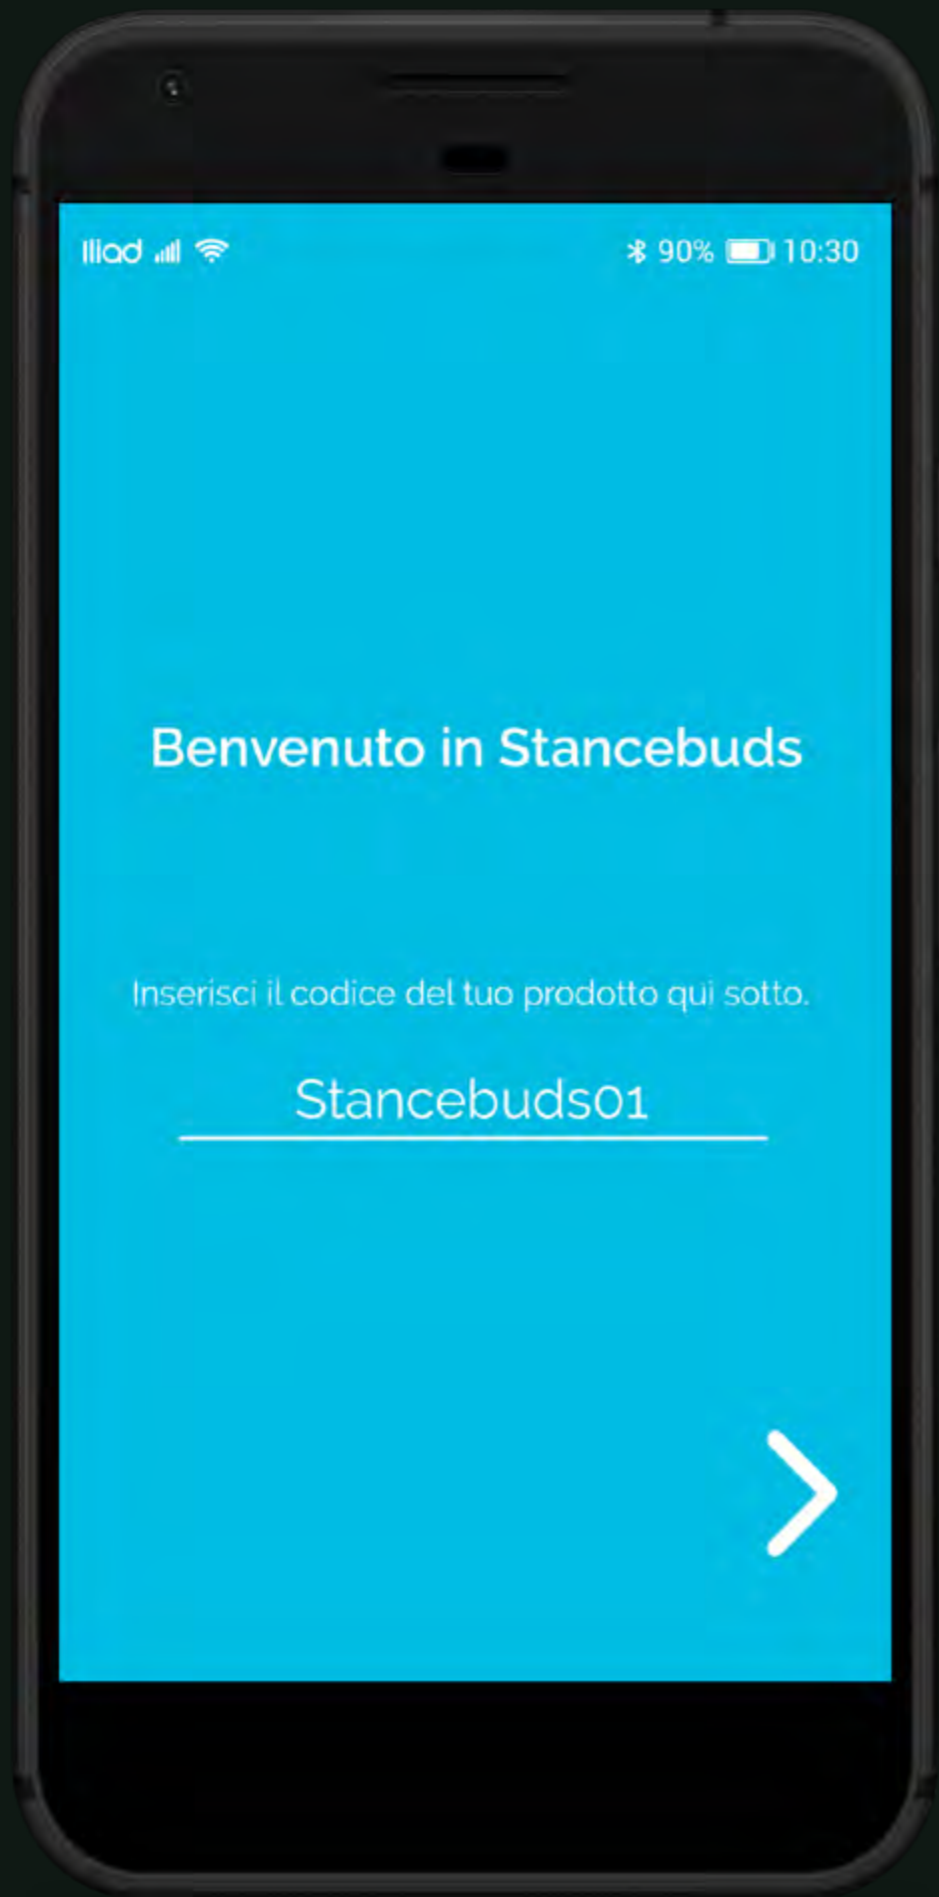 Iliad 90% 10:30
Benvenuto in Stancebuds
Inserisci il codice del tuo prodotto qui sotto.
Stancebuds01